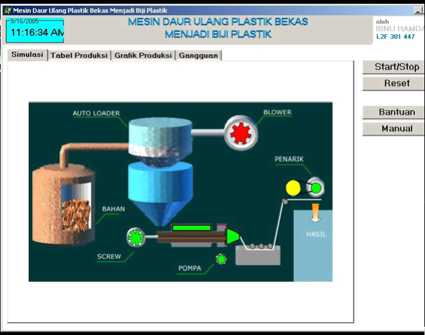 Mesin Daur Ulang Plastik Bekas Menjadi Biji Plastik
9/16/2005
11:16:34 AM
MESIN DAUR ULANG PLASTIK BEKAS
MENJADI BIJI PLASTIK
oleh
IBNU HAMDA
L2F 301 447
Simulasi
Tabel Produksi
Grafik Produksi
Gangguan
Start/Stop
Reset
Bantuan
Manual
AUTO LOADER
BLOWER
PENARIK
BAHAN
HASIL
SCREW
POMPA